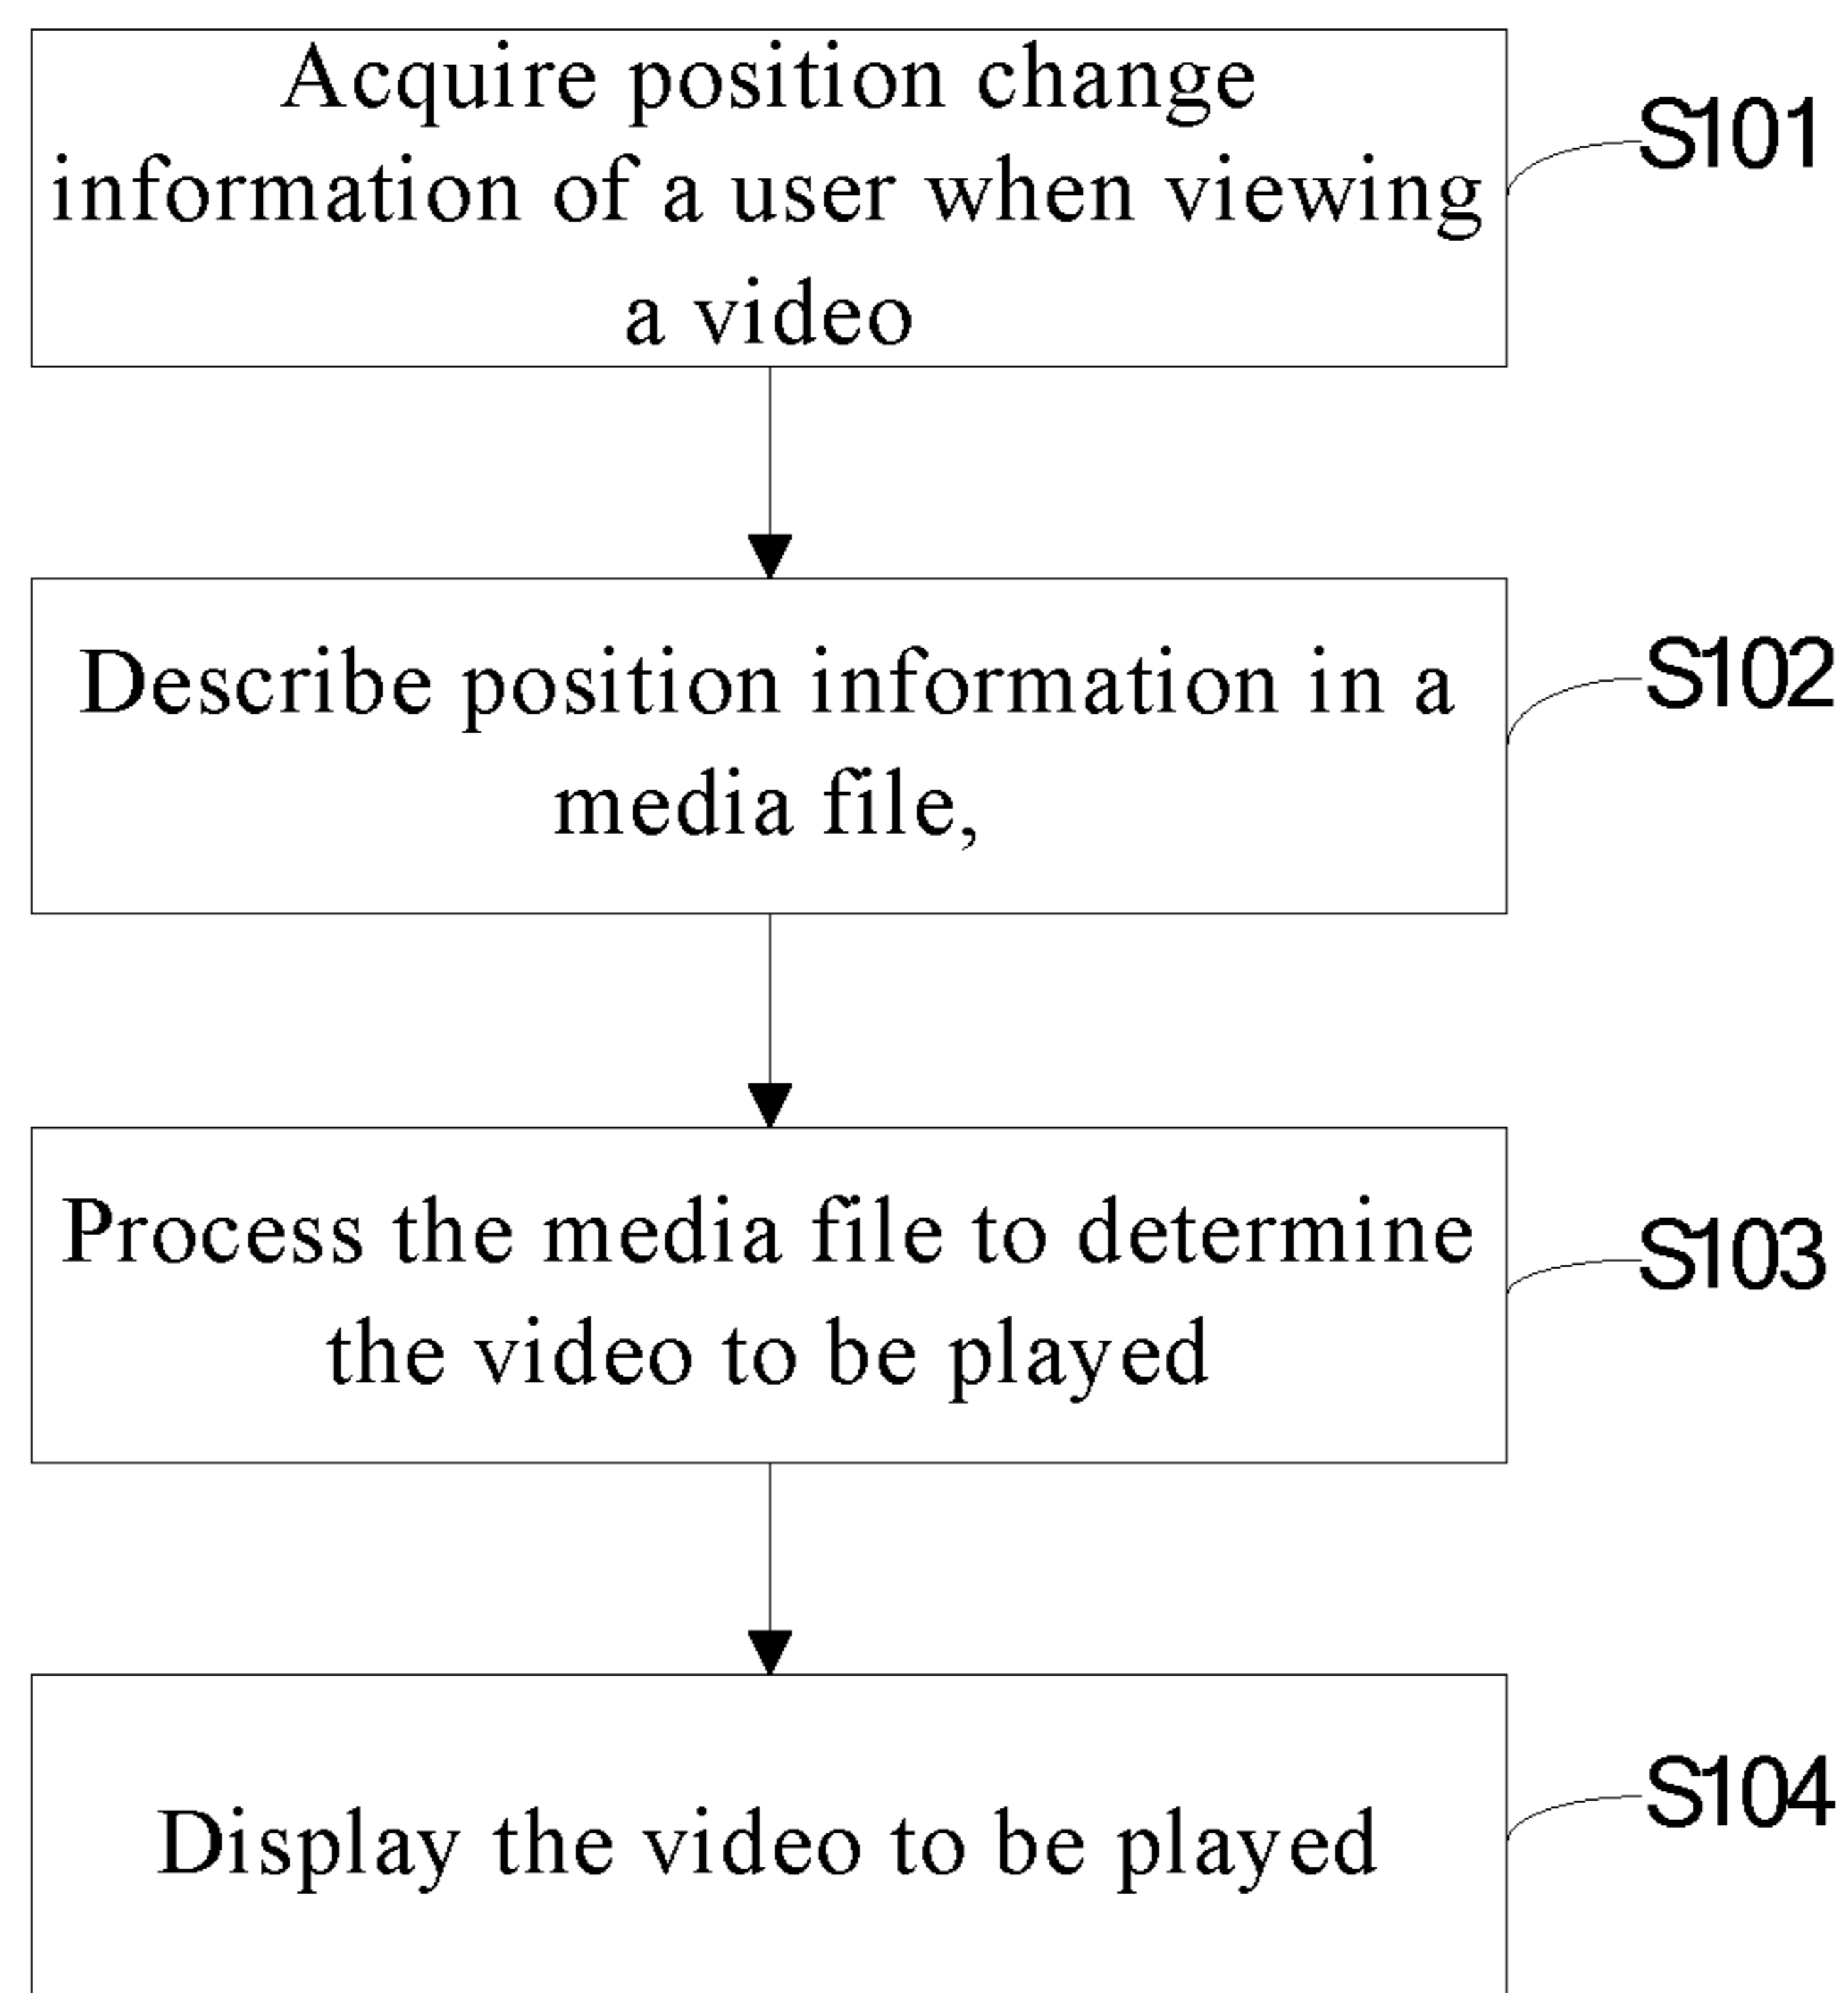 Acquire position change
information of a user when viewing
a video
S101
Describe position information in a
media file,
S102
Process the media file to determine
the video to be played
S103
Display the video to be played
S104